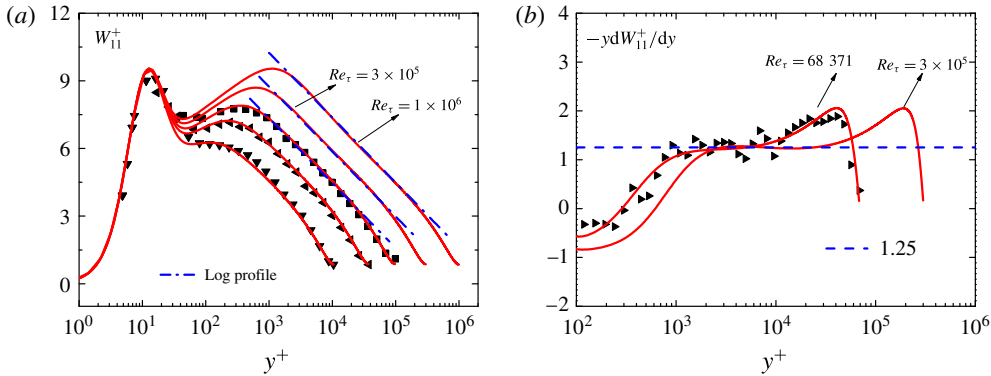 (a)
W₁₁⁺
12
9
6
3
0
Re_τ = 3 × 10⁵
Re_τ = 1 × 10⁶
Log profile
10⁰ 10¹ 10² 10³ 10⁴ 10⁵ 10⁶
y⁺
(b)
−ydW₁₁⁺/dy
4
3
2
1
0
−1
−2
Re_τ = 68 371
Re_τ = 3 × 10⁵
1.25
10² 10³ 10⁴ 10⁵ 10⁶
y⁺